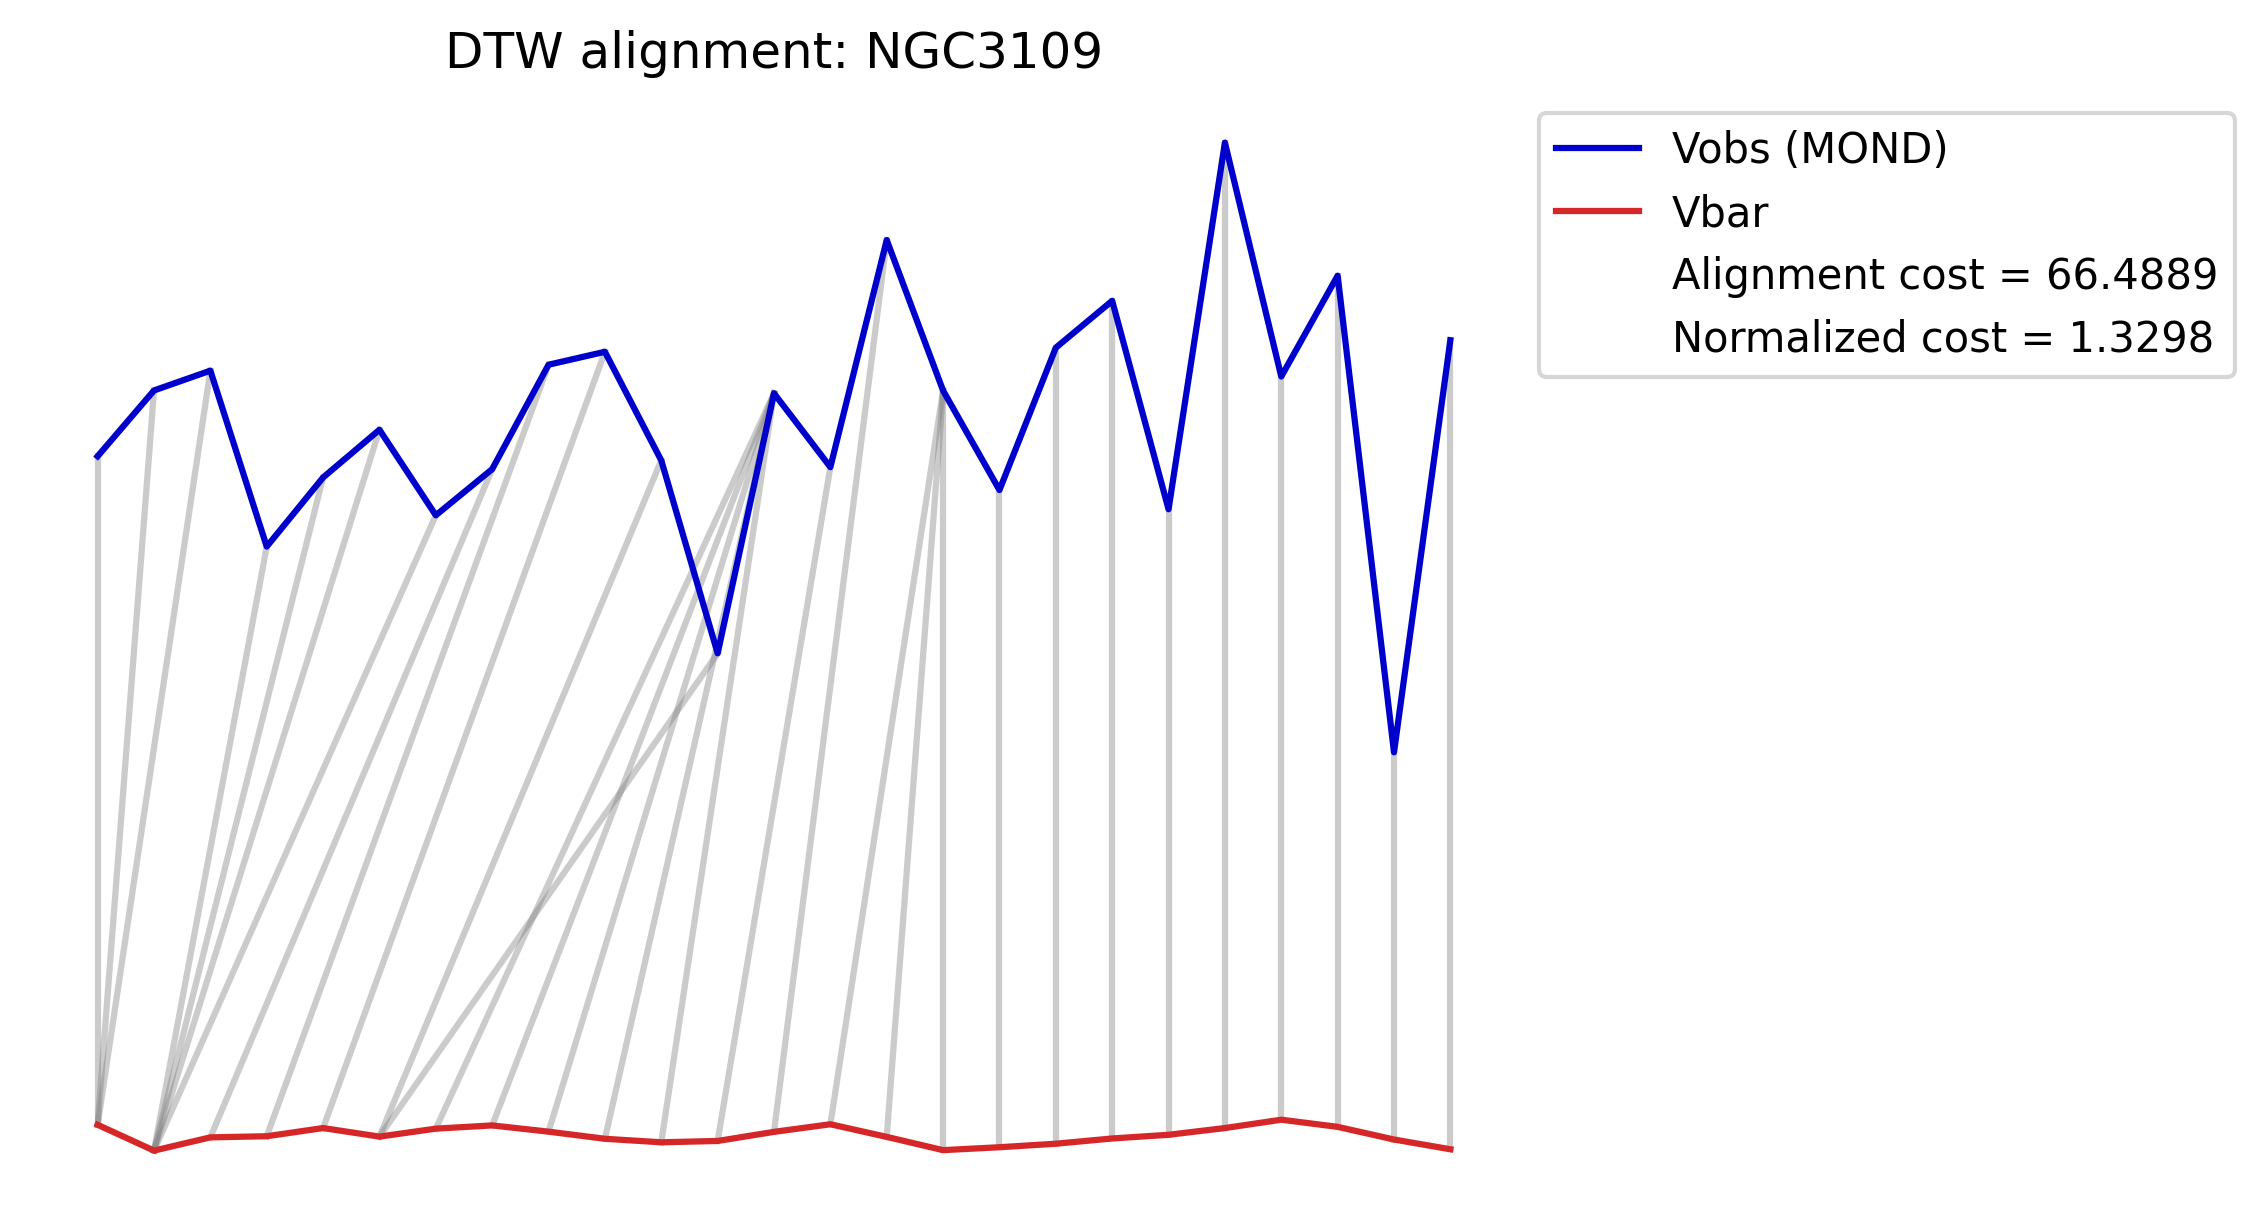 DTW alignment: NGC3109
Vobs (MOND)
Vbar
Alignment cost = 66.4889
Normalized cost = 1.3298